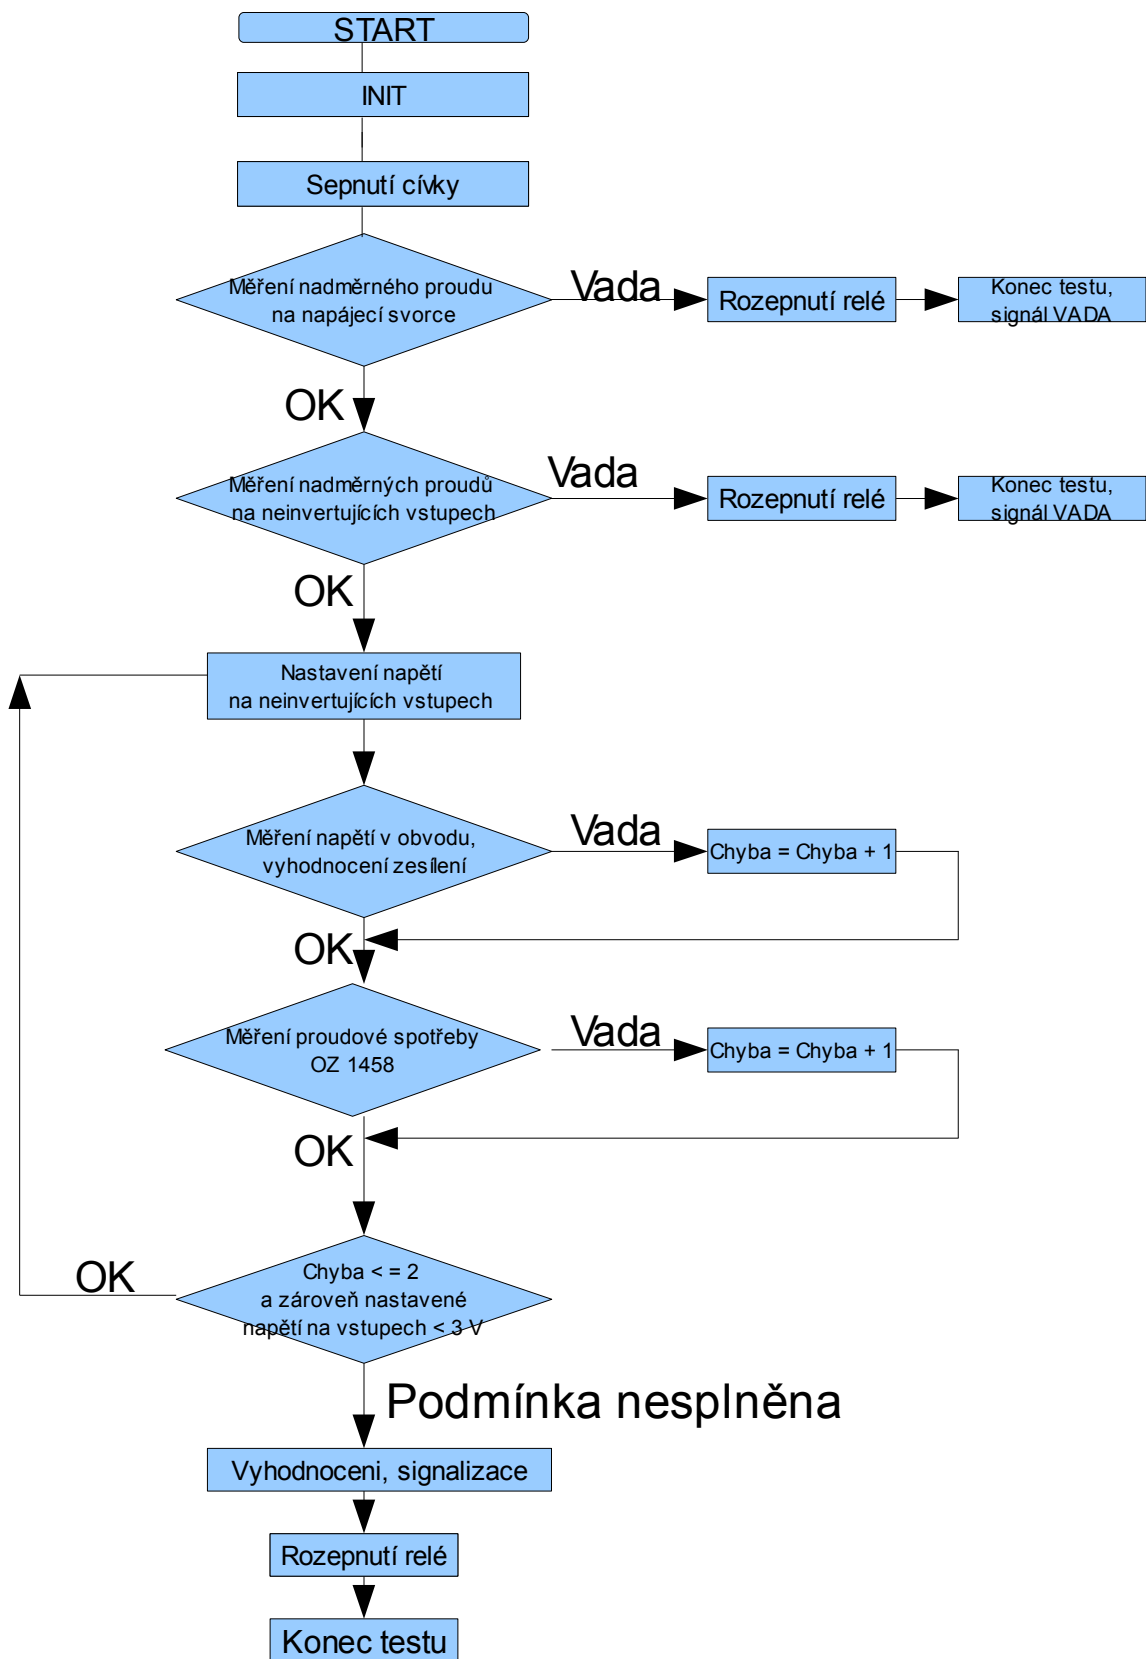 START
INIT
Sepnutí cívky
Měření nadměrného proudu
na napájecí svorce
Vada
Rozepnutí relé
Konec testu,
signál VADA
OK
Měření nadměrných proudů
na neinvertujících vstupech
Vada
Rozepnutí relé
Konec testu,
signál VADA
OK
Nastavení napětí
na neinvertujících vstupech
Měření napětí v obvodu,
vyhodnocení zesílení
Vada
Chyba = Chyba + 1
OK
Měření proudové spotřeby
OZ 1458
Vada
Chyba = Chyba + 1
OK
Chyba < = 2
a zároveň nastavené
napětí na vstupech < 3 V
OK
Podmínka nesplněna
Vyhodnoceni, signalizace
Rozepnutí relé
Konec testu